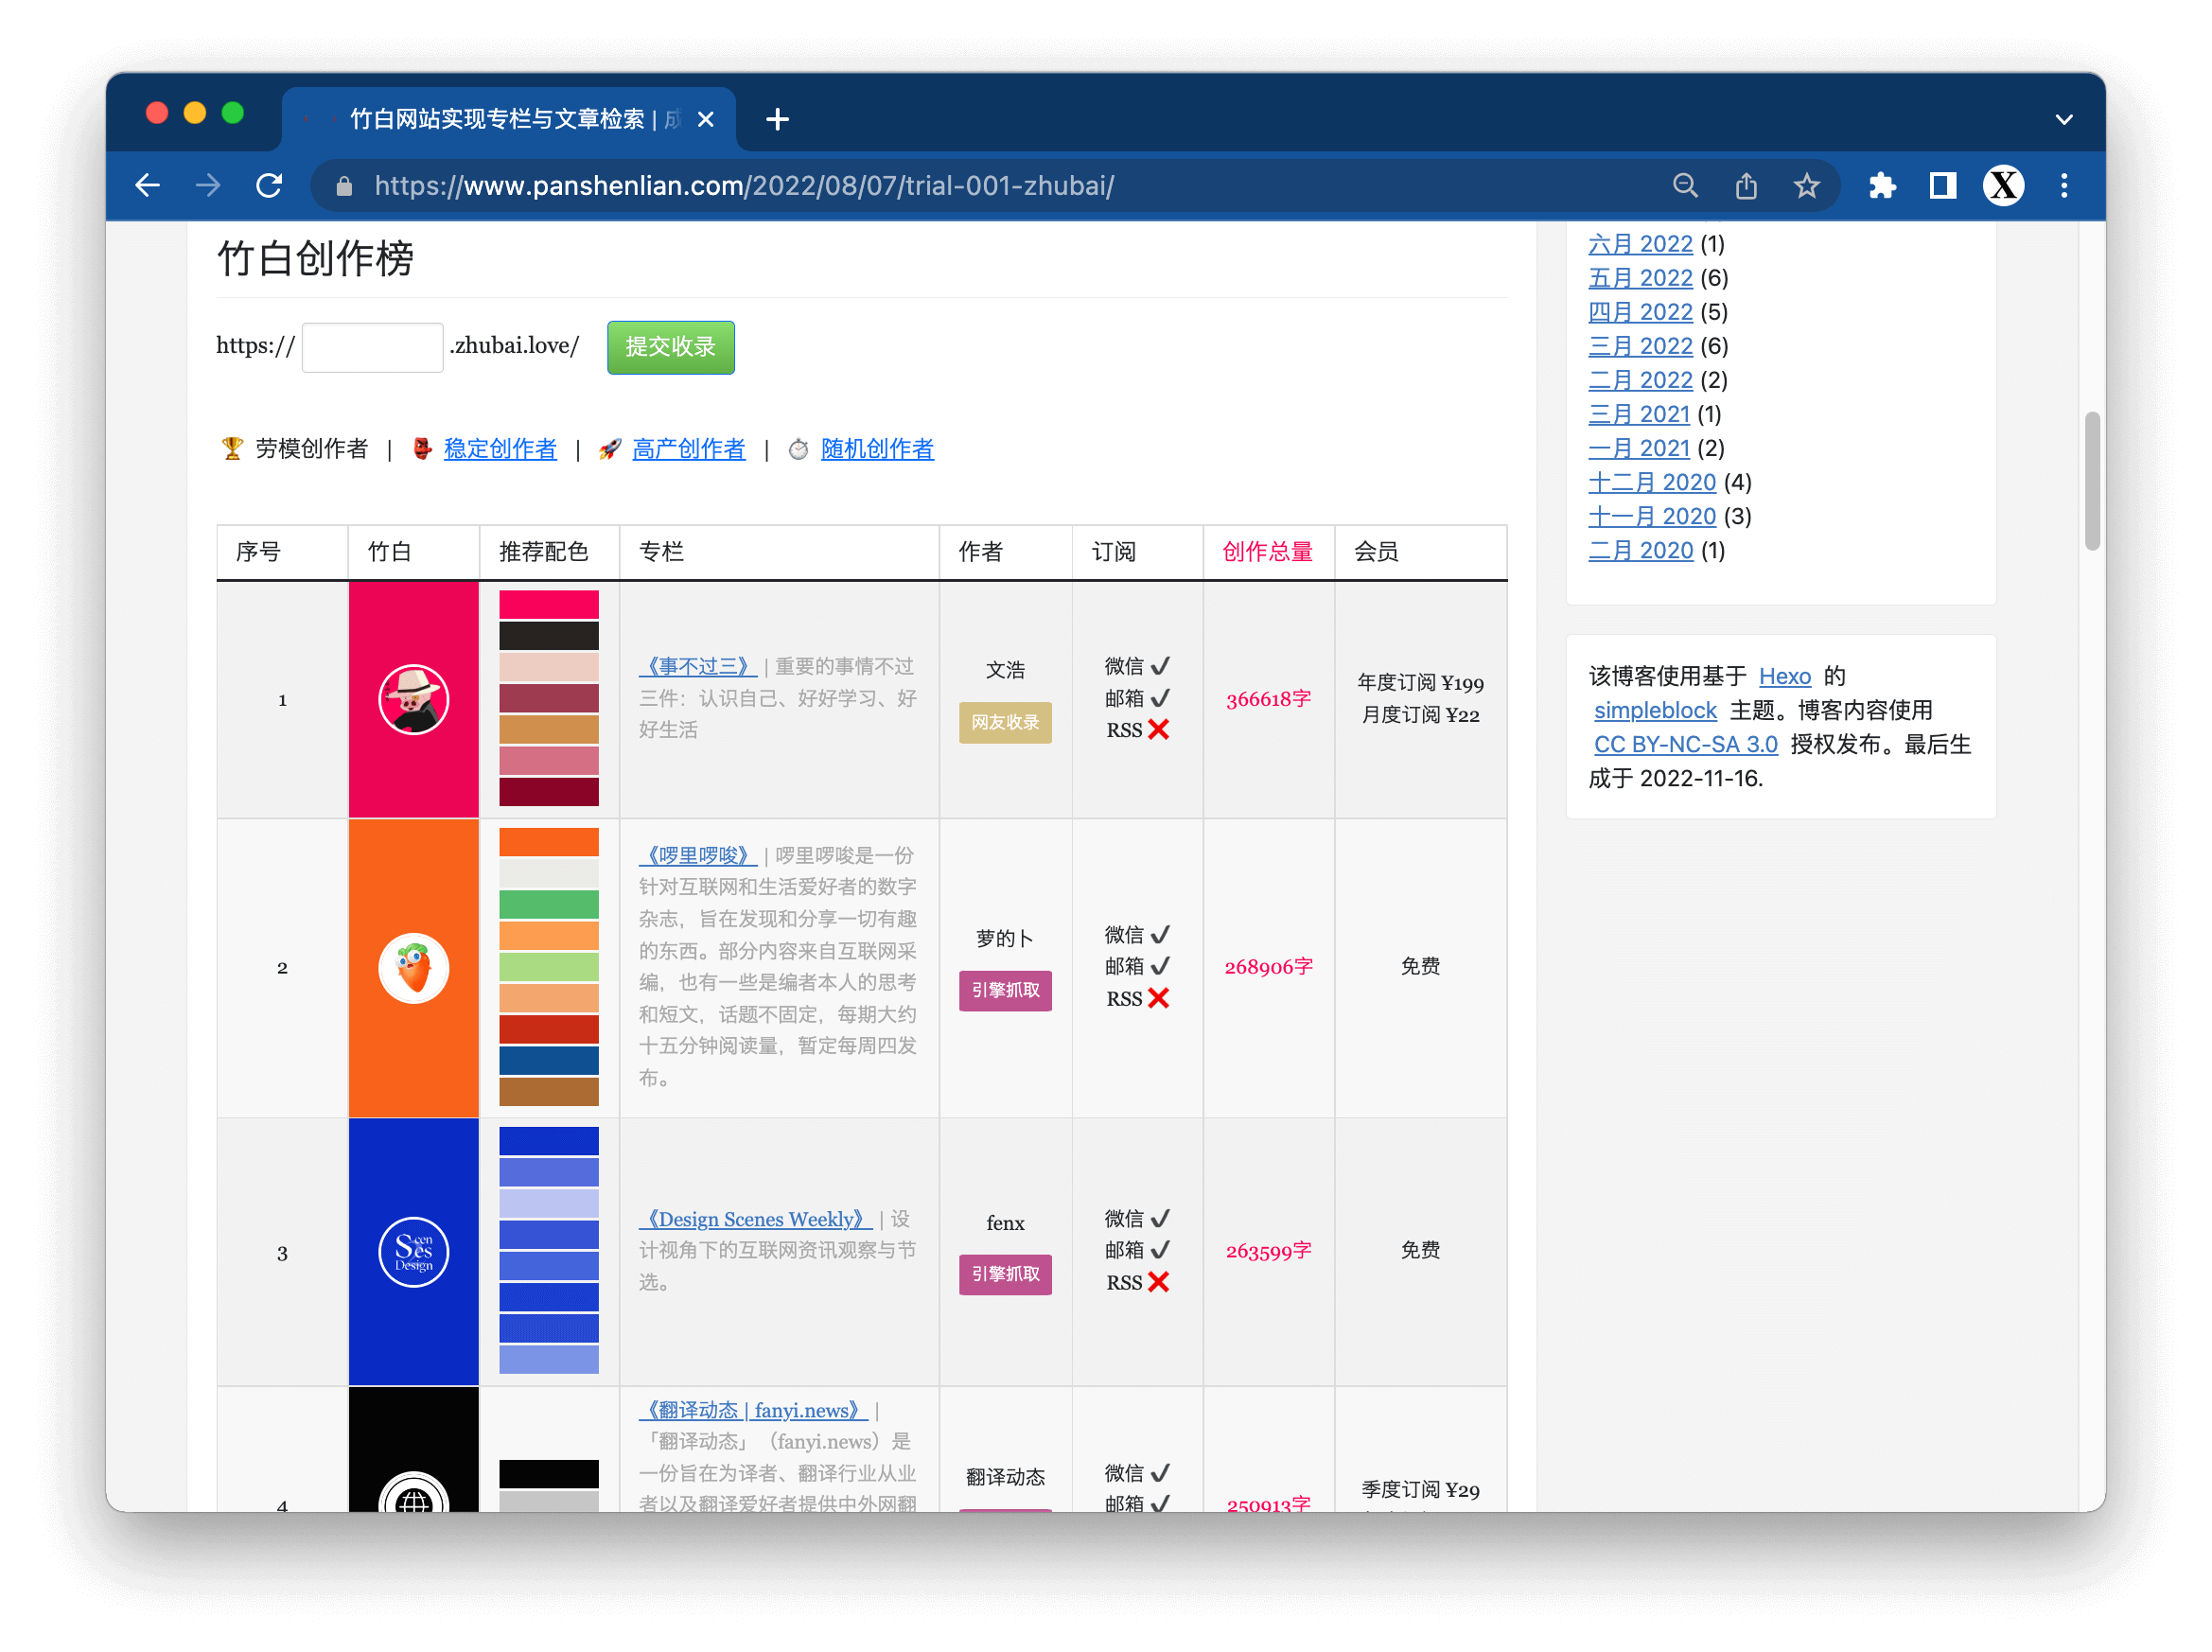 竹白网站实现专栏与文章检索 | 成
https://www.panshenlian.com/2022/08/07/trial-001-zhubai/
X
竹白创作榜
https:// .zhubai.love/ 提交收录
劳模创作者 | 稳定创作者 | 高产创作者 | 随机创作者
序号 竹白 推荐配色 专栏 作者 订阅 创作总量 会员
1
《事不过三》 | 重要的事情不过
三件：认识自己、好好学习、好
好生活
文浩
网友收录
微信
邮箱
RSS
366618字
年度订阅 ¥199
月度订阅 ¥22
2
《啰里啰唆》 | 啰里啰唆是一份
针对互联网和生活爱好者的数字
杂志，旨在发现和分享一切有趣
的东西。部分内容来自互联网采
编，也有一些是编者本人的思考
和短文，话题不固定，每期大约
十五分钟阅读量，暂定每周四发
布。
萝的卜
引擎抓取
微信
邮箱
RSS
268906字
免费
3
Scen
Ses
Design
《Design Scenes Weekly》 | 设
计视角下的互联网资讯观察与节
选。
fenx
引擎抓取
微信
邮箱
RSS
263599字
免费
4
《翻译动态 | fanyi.news》 |
「翻译动态」（fanyi.news）是
一份旨在为译者、翻译行业从业
者以及翻译爱好者提供中外网翻
翻译动态
微信
邮箱
250913字
季度订阅 ¥29
六月 2022 (1)
五月 2022 (6)
四月 2022 (5)
三月 2022 (6)
二月 2022 (2)
三月 2021 (1)
一月 2021 (2)
十二月 2020 (4)
十一月 2020 (3)
二月 2020 (1)
该博客使用基于 Hexo 的
simpleblock 主题。博客内容使用
CC BY-NC-SA 3.0 授权发布。最后生
成于 2022-11-16.